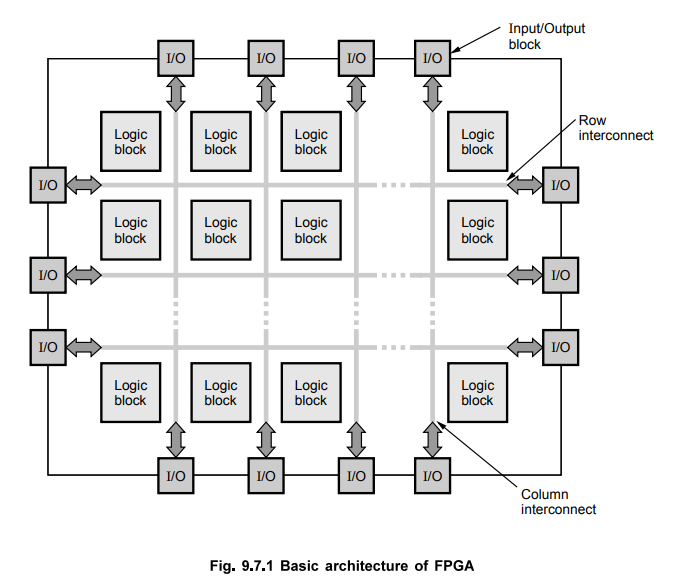 Input/Output
block
I/O I/O I/O I/O
Row
interconnect
Logic
block
Logic
block
Logic
block
Logic
block
I/O I/O
Logic
block
Logic
block
Logic
block
Logic
block
I/O I/O
I/O I/O
Logic
block
Logic
block
Logic
block
Logic
block
I/O I/O I/O I/O
Column
interconnect
Fig. 9.7.1 Basic architecture of FPGA